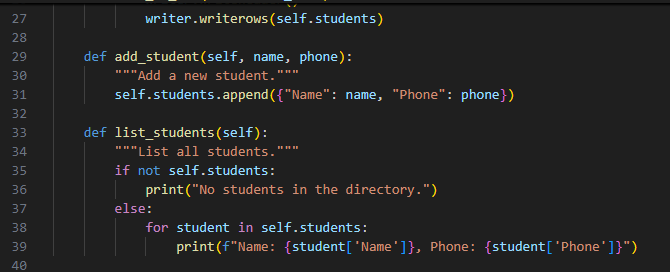 27 writer.writerows(self.students)
28
29 def add_student(self, name, phone):
30 """Add a new student."""
31 self.students.append({"Name": name, "Phone": phone})
32
33 def list_students(self):
34 """List all students."""
35 if not self.students:
36 print("No students in the directory.")
37 else:
38 for student in self.students:
39 print(f"Name: {student['Name']}, Phone: {student['Phone']}")
40